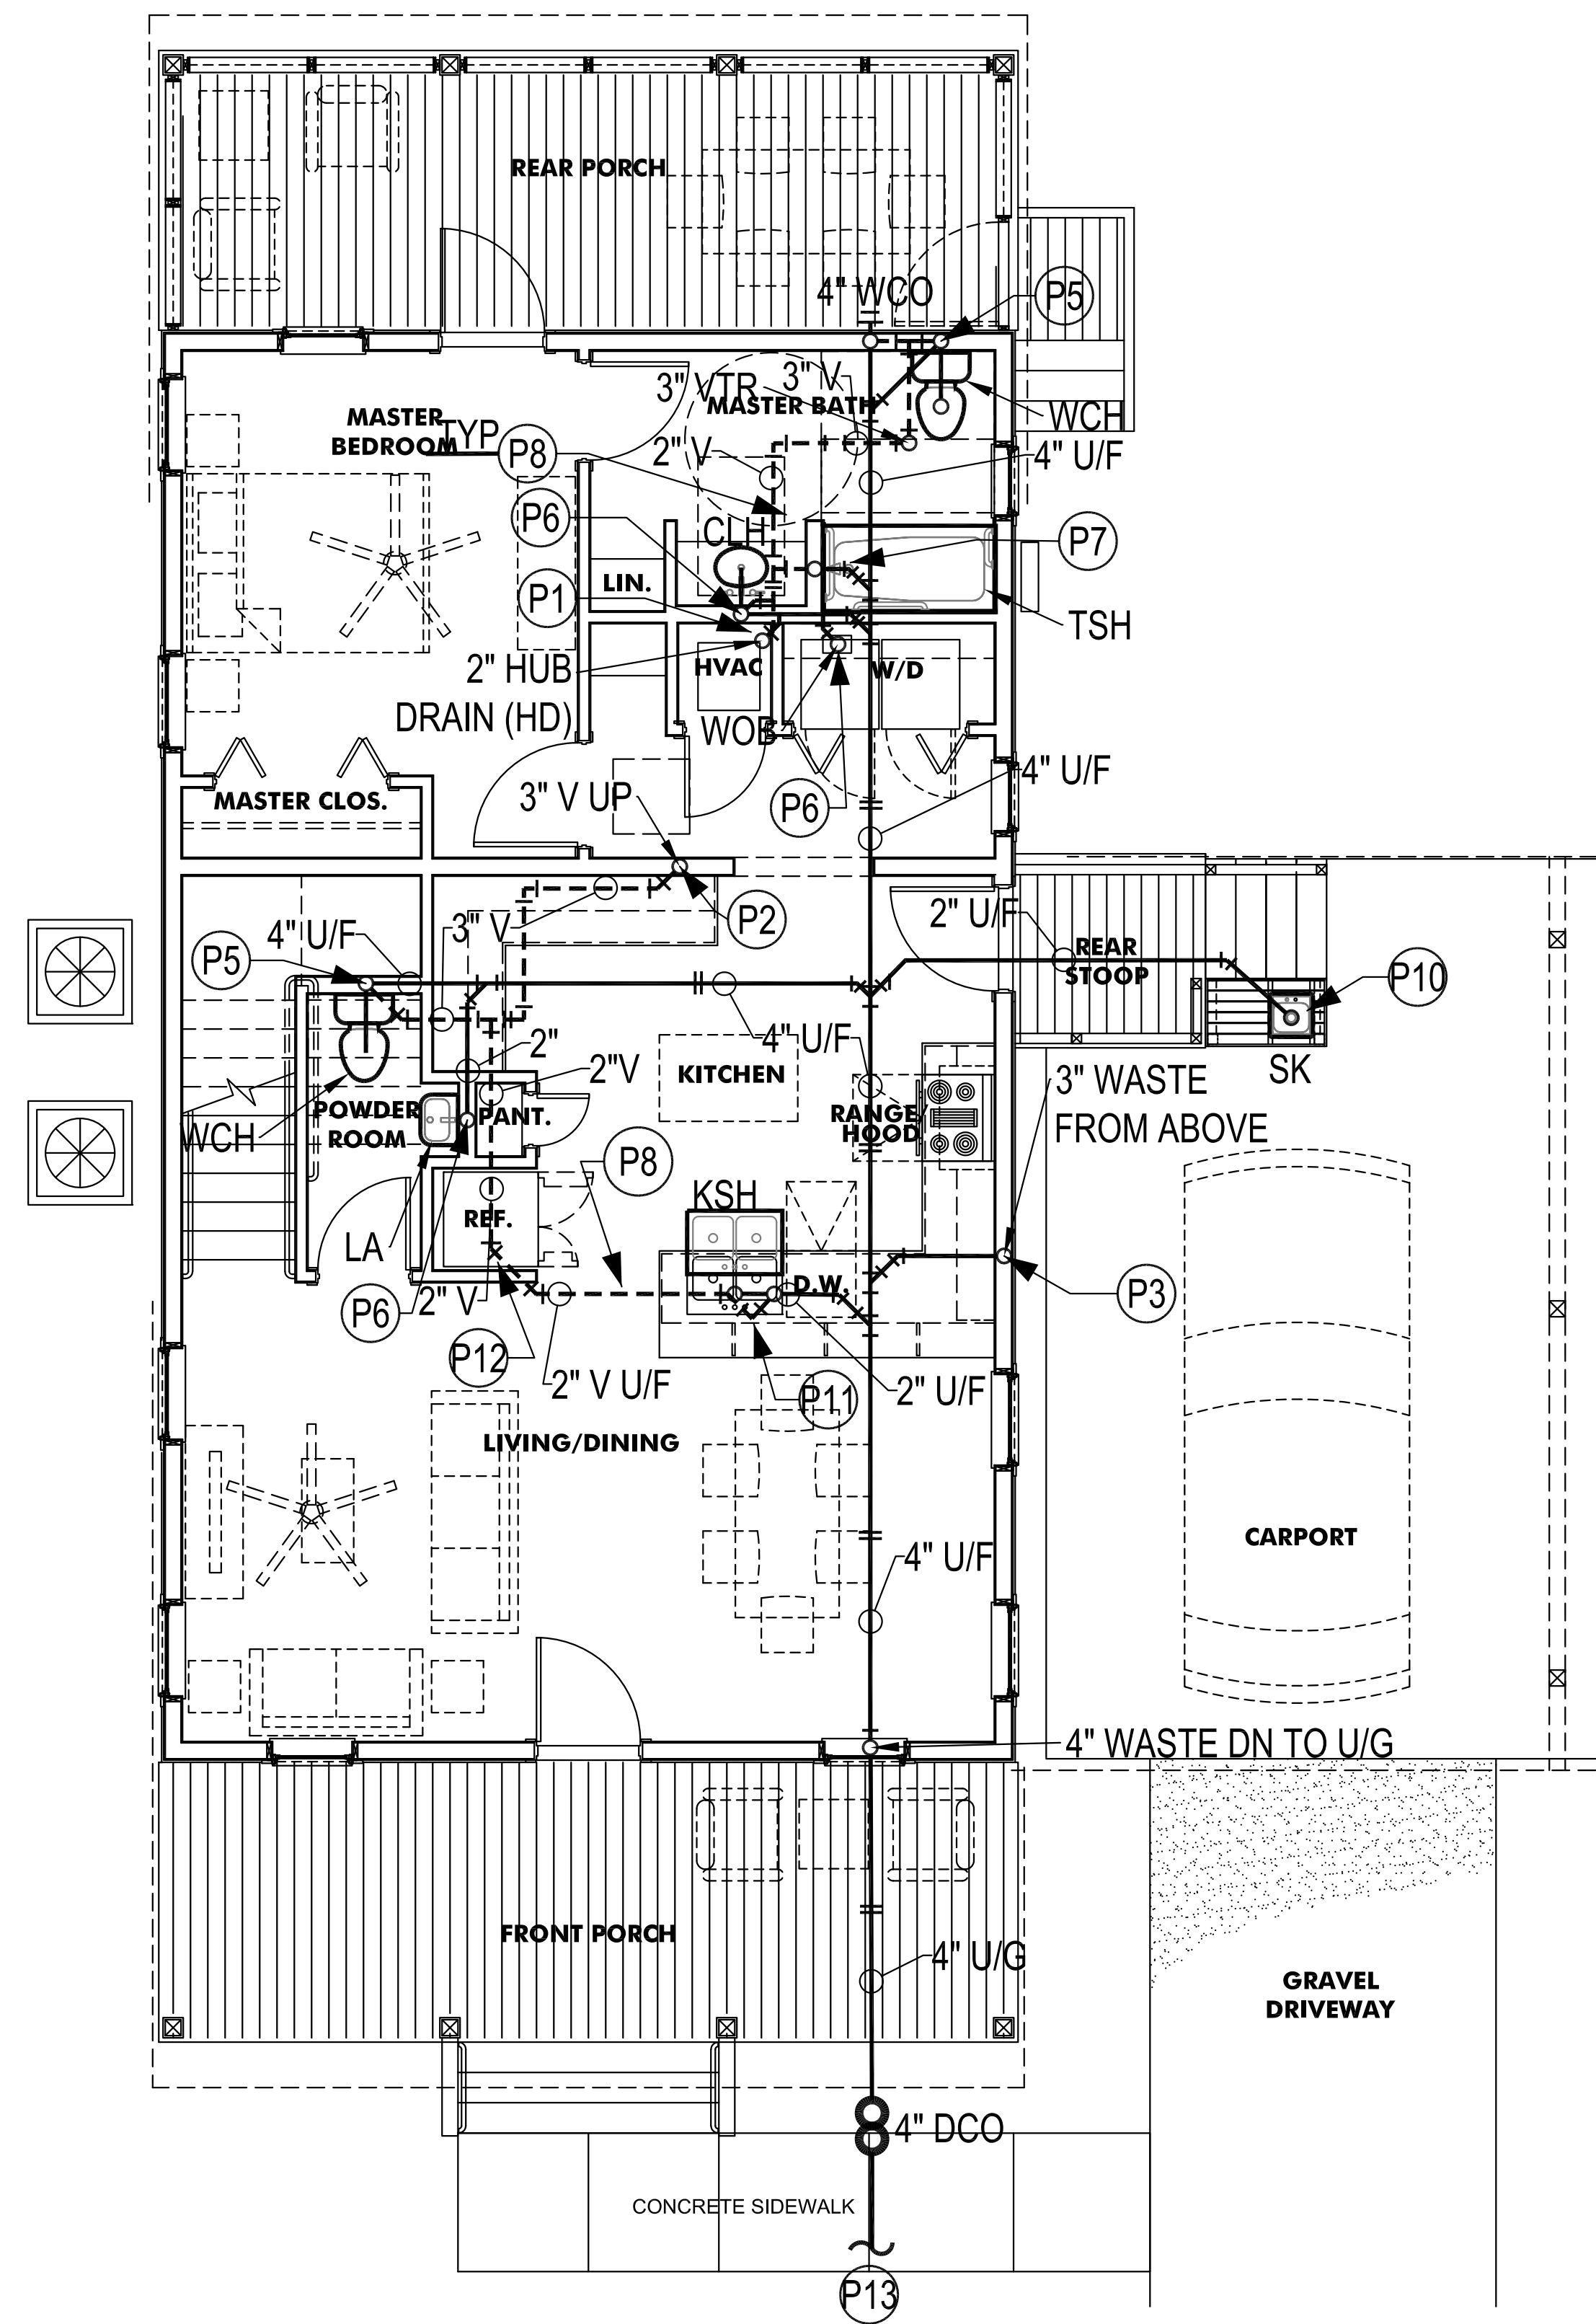 REAR PORCH
4" WCO
P5
3" V
3" VTR
MASTER BATH
WCH
MASTER
BEDROOM
TYP
P8
2" V
4" U/F
P6
CLH
P7
LIN.
P1
TSH
2" HUB
DRAIN (HD)
HVAC
W/D
WOB
4" U/F
MASTER CLOS.
3" V UP
P6
P2
2" U/F
4" U/F
3" V
P5
REAR
STOOP
P10
2"
4" U/F
SK
2"V
KITCHEN
3" WASTE
FROM ABOVE
POWDER
ROOM
PANT.
RANGE/
HOOD
WCH
P8
KSH
REF.
LA
D.W.
P3
P6
2" V
P12
2" V U/F
P11
2" U/F
LIVING/DINING
CARPORT
4" U/F
4" WASTE DN TO U/G
FRONT PORCH
4" U/G
GRAVEL
DRIVEWAY
4" DCO
CONCRETE SIDEWALK
P13